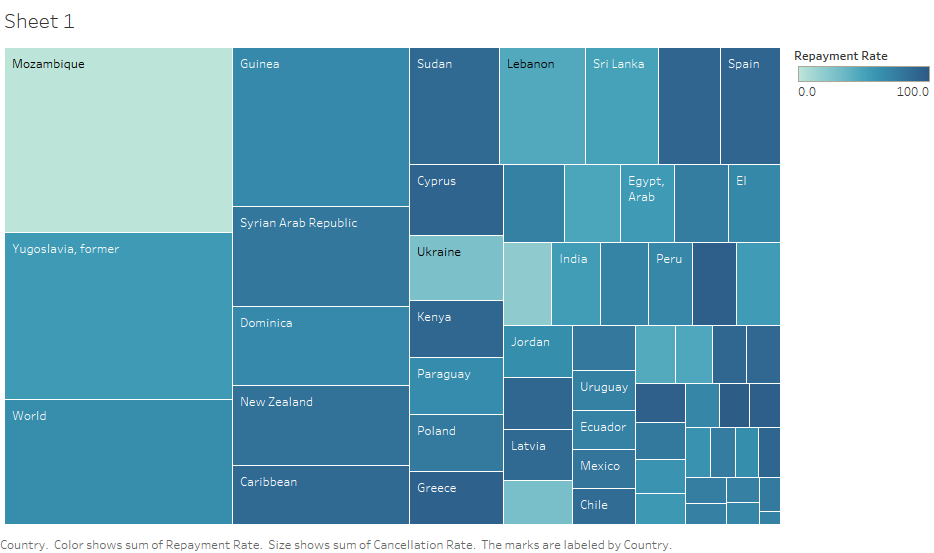 Sheet 1
Mozambique
Guinea
Sudan
Lebanon
Sri Lanka
Spain
Repayment Rate
0.0
100.0
Cyprus
Egypt,
Arab
El
Syrian Arab Republic
Yugoslavia, former
Ukraine
India
Peru
Kenya
Dominica
Jordan
Paraguay
Uruguay
New Zealand
World
Poland
Ecuador
Latvia
Mexico
Caribbean
Greece
Chile
Country. Color shows sum of Repayment Rate. Size shows sum of Cancellation Rate. The marks are labeled by Country.